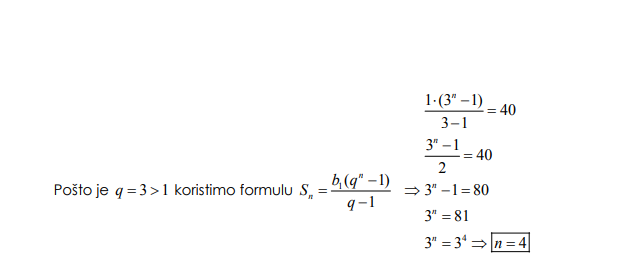 1·(3ⁿ −1)/(3−1) = 40
(3ⁿ −1)/2 = 40
Pošto je q = 3 > 1 koristimo formulu Sₙ = b₁(qⁿ −1)/(q−1) ⇒ 3ⁿ −1 = 80
3ⁿ = 81
3ⁿ = 3⁴ ⇒ n = 4